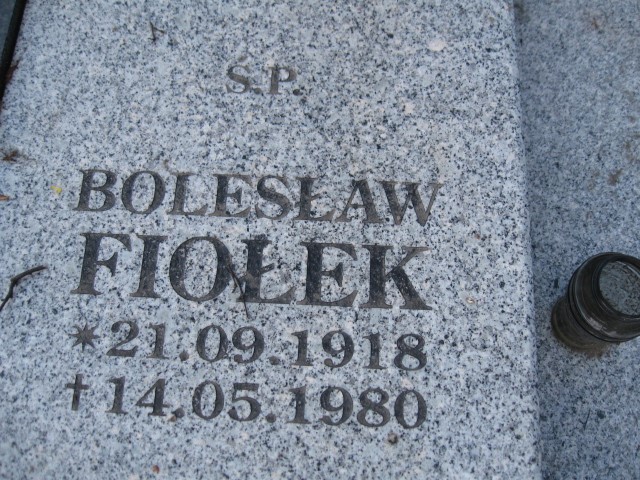 Ś.P.
BOLESŁAW
FIOŁEK
*21.09.1918
†14.05.1980